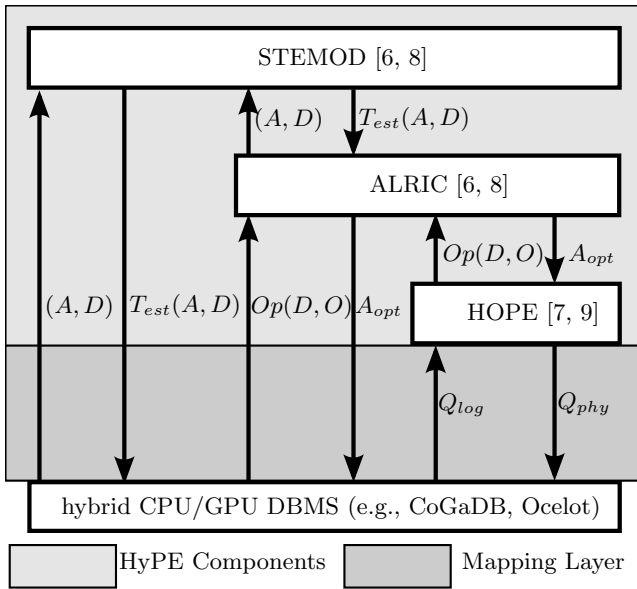 STEMOD [6, 8]
(A, D) T_est(A, D)
ALRIC [6, 8]
Op(D, O) A_opt
(A, D) T_est(A, D) Op(D, O) A_opt HOPE [7, 9]
Q_log Q_phy
hybrid CPU/GPU DBMS (e.g., CoGaDB, Ocelot)
HyPE Components Mapping Layer